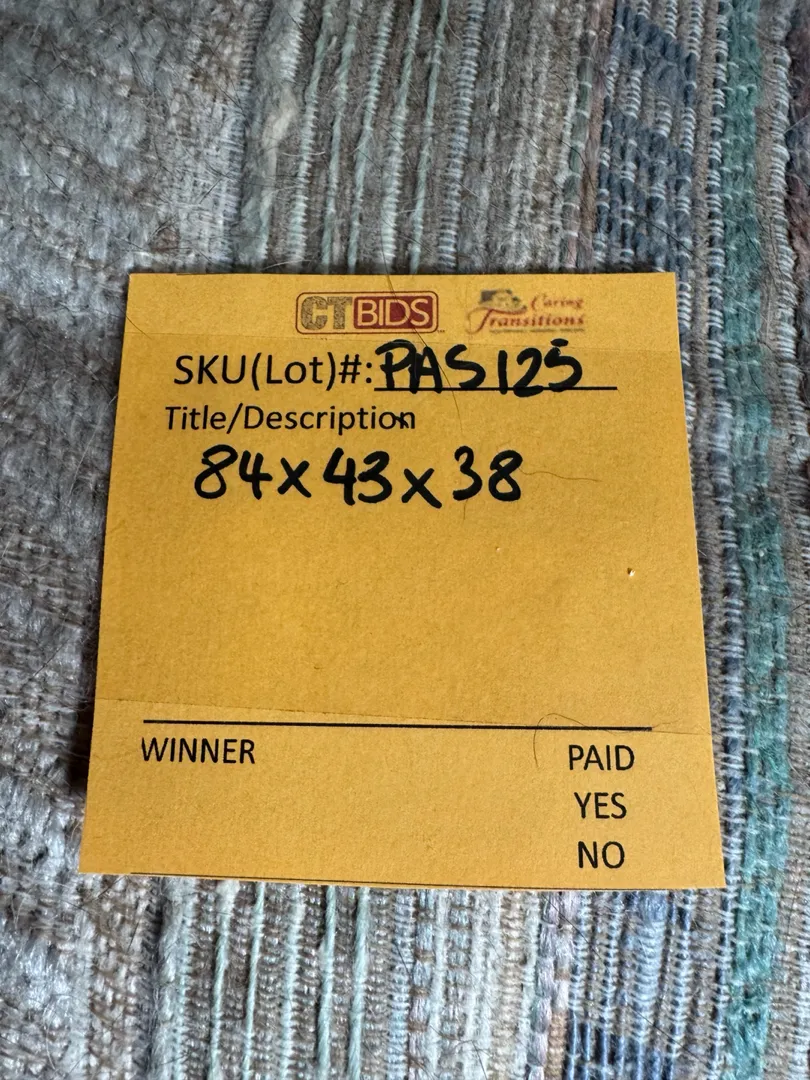 CTBIDS
Caring
Transitions
SKU(Lot)#: PAS125
Title/Description
84x43x38
WINNER
PAID
YES
NO